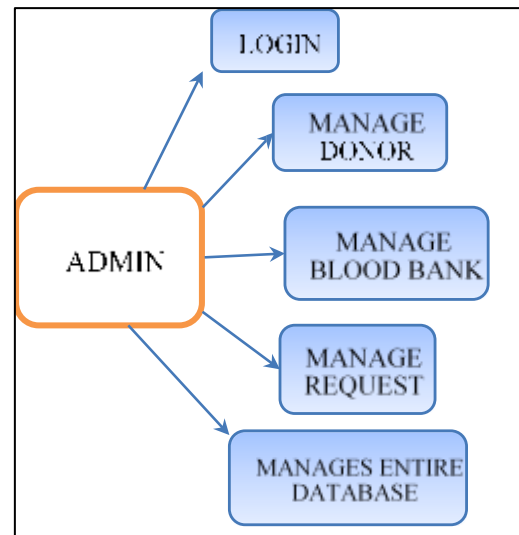 LOGIN
MANAGE
DONOR
ADMIN
MANAGE
BLOOD BANK
MANAGE
REQUEST
MANAGES ENTIRE
DATABASE